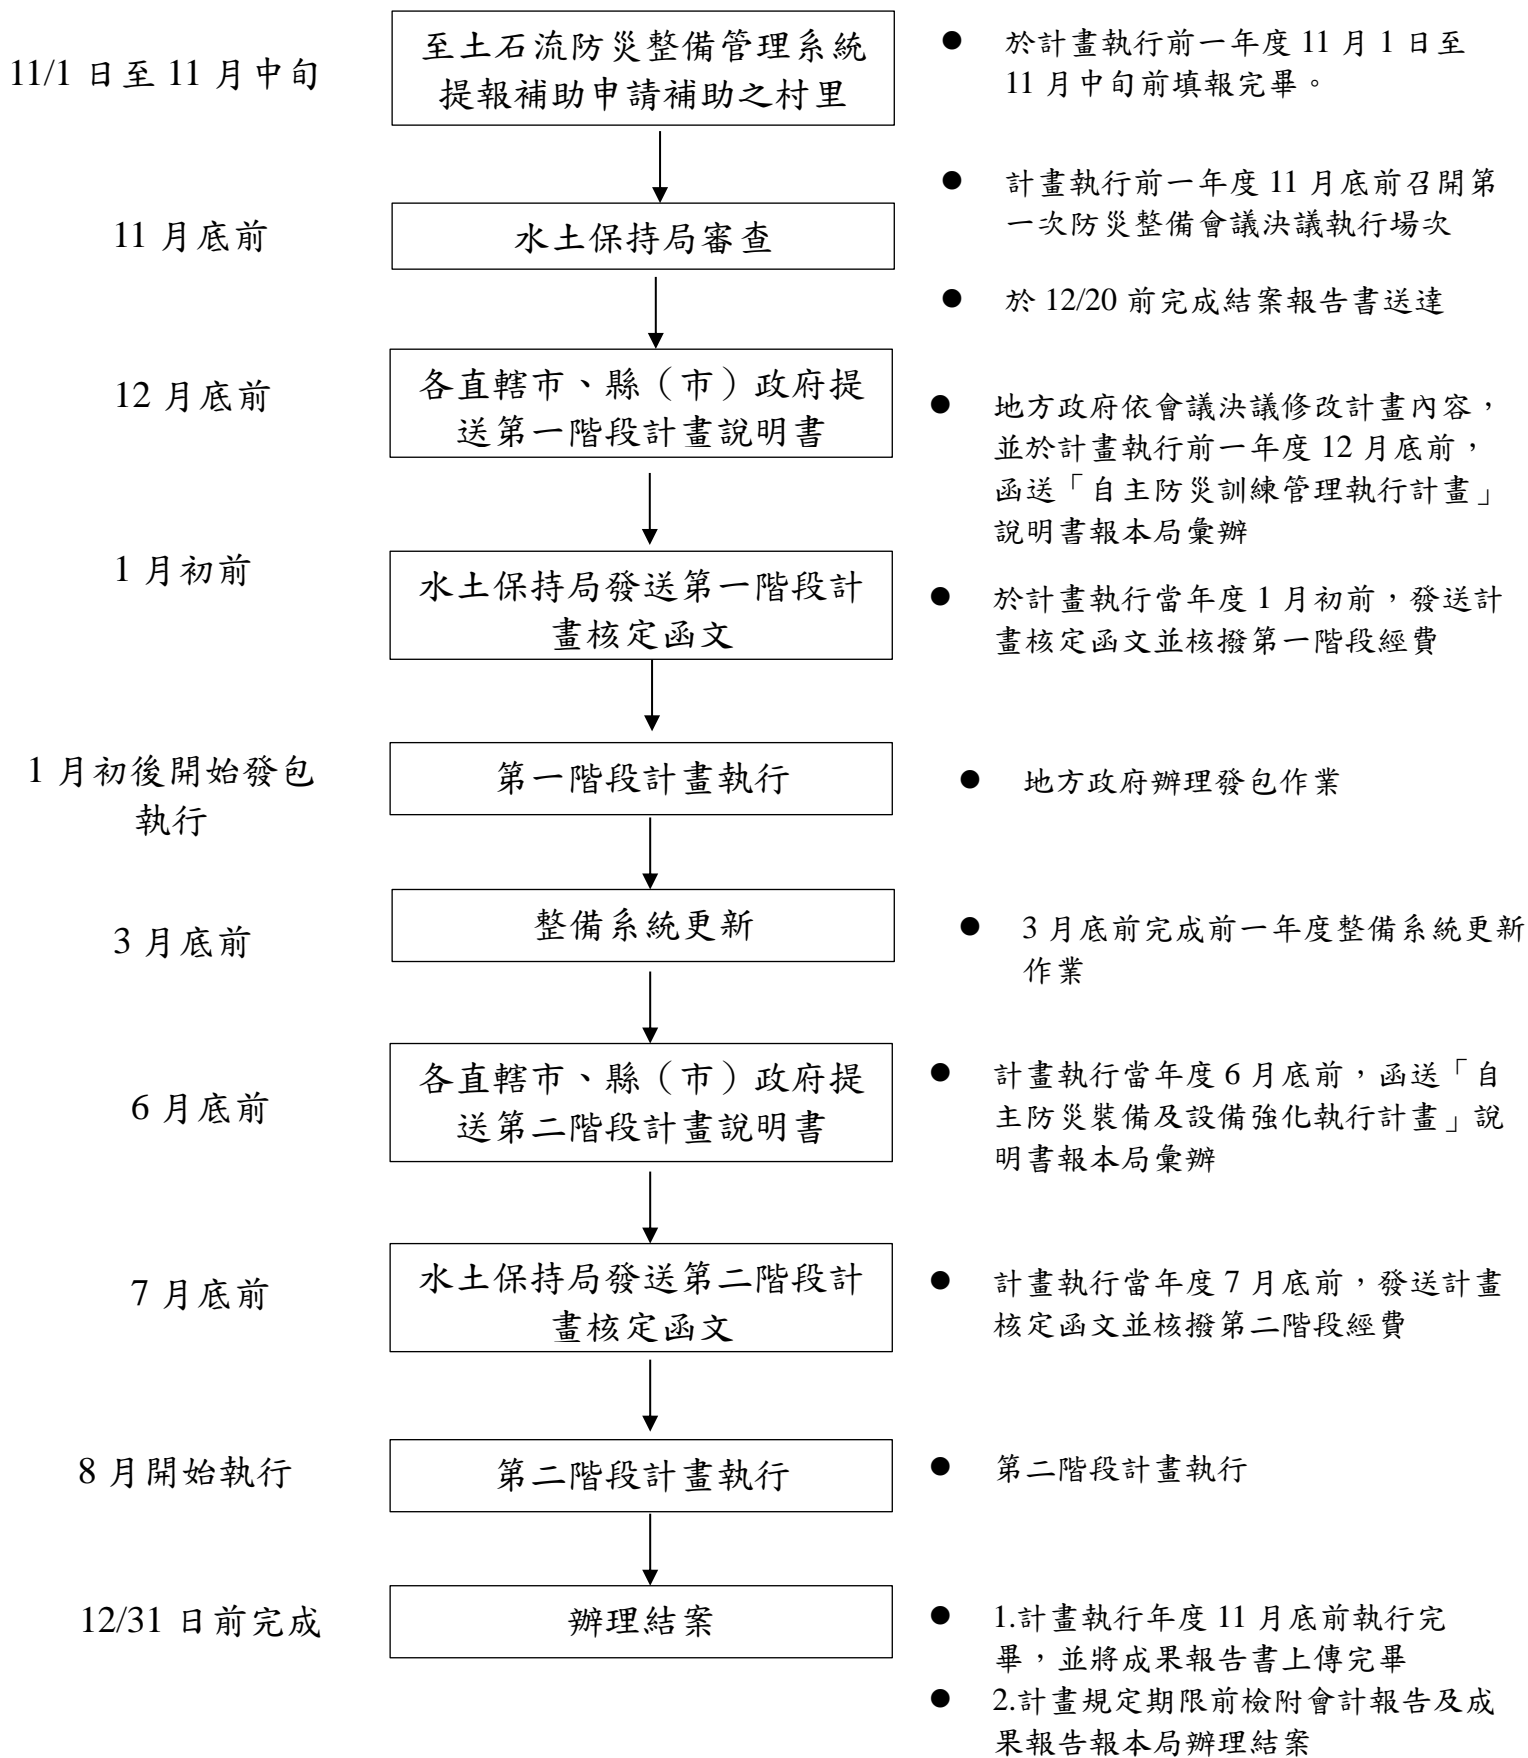 11/1 日至 11 月中旬
至土石流防災整備管理系統
提報補助申請補助之村里
● 於計畫執行前一年度 11 月 1 日至
11 月中旬前填報完畢。
11 月底前
水土保持局審查
● 計畫執行前一年度 11 月底前召開第
一次防災整備會議決議執行場次
● 於 12/20 前完成結案報告書送達
12 月底前
各直轄市、縣（市）政府提
送第一階段計畫說明書
● 地方政府依會議決議修改計畫內容，
並於計畫執行前一年度 12 月底前，
函送「自主防災訓練管理執行計畫」
說明書報本局彙辦
1 月初前
水土保持局發送第一階段計
畫核定函文
● 於計畫執行當年度 1 月初前，發送計
畫核定函文並核撥第一階段經費
1 月初後開始發包
執行
第一階段計畫執行
● 地方政府辦理發包作業
3 月底前
整備系統更新
● 3 月底前完成前一年度整備系統更新
作業
6 月底前
各直轄市、縣（市）政府提
送第二階段計畫說明書
● 計畫執行當年度 6 月底前，函送「自
主防災裝備及設備強化執行計畫」說
明書報本局彙辦
7 月底前
水土保持局發送第二階段計
畫核定函文
● 計畫執行當年度 7 月底前，發送計畫
核定函文並核撥第二階段經費
8 月開始執行
第二階段計畫執行
● 第二階段計畫執行
12/31 日前完成
辦理結案
● 1.計畫執行年度 11 月底前執行完
畢，並將成果報告書上傳完畢
● 2.計畫規定期限前檢附會計報告及成
果報告報本局辦理結案